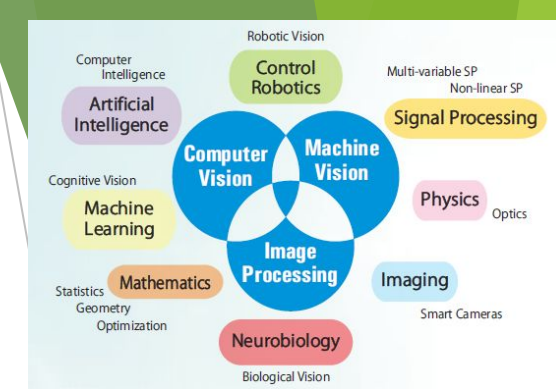 Robotic Vision
Control
Robotics
Computer
Intelligence
Artificial
Intelligence
Multi-variable SP
Non-linear SP
Signal Processing
Computer
Vision
Machine
Vision
Cognitive Vision
Machine
Learning
Physics
Optics
Image
Processing
Mathematics
Statistics
Geometry
Optimization
Imaging
Smart Cameras
Neurobiology
Biological Vision